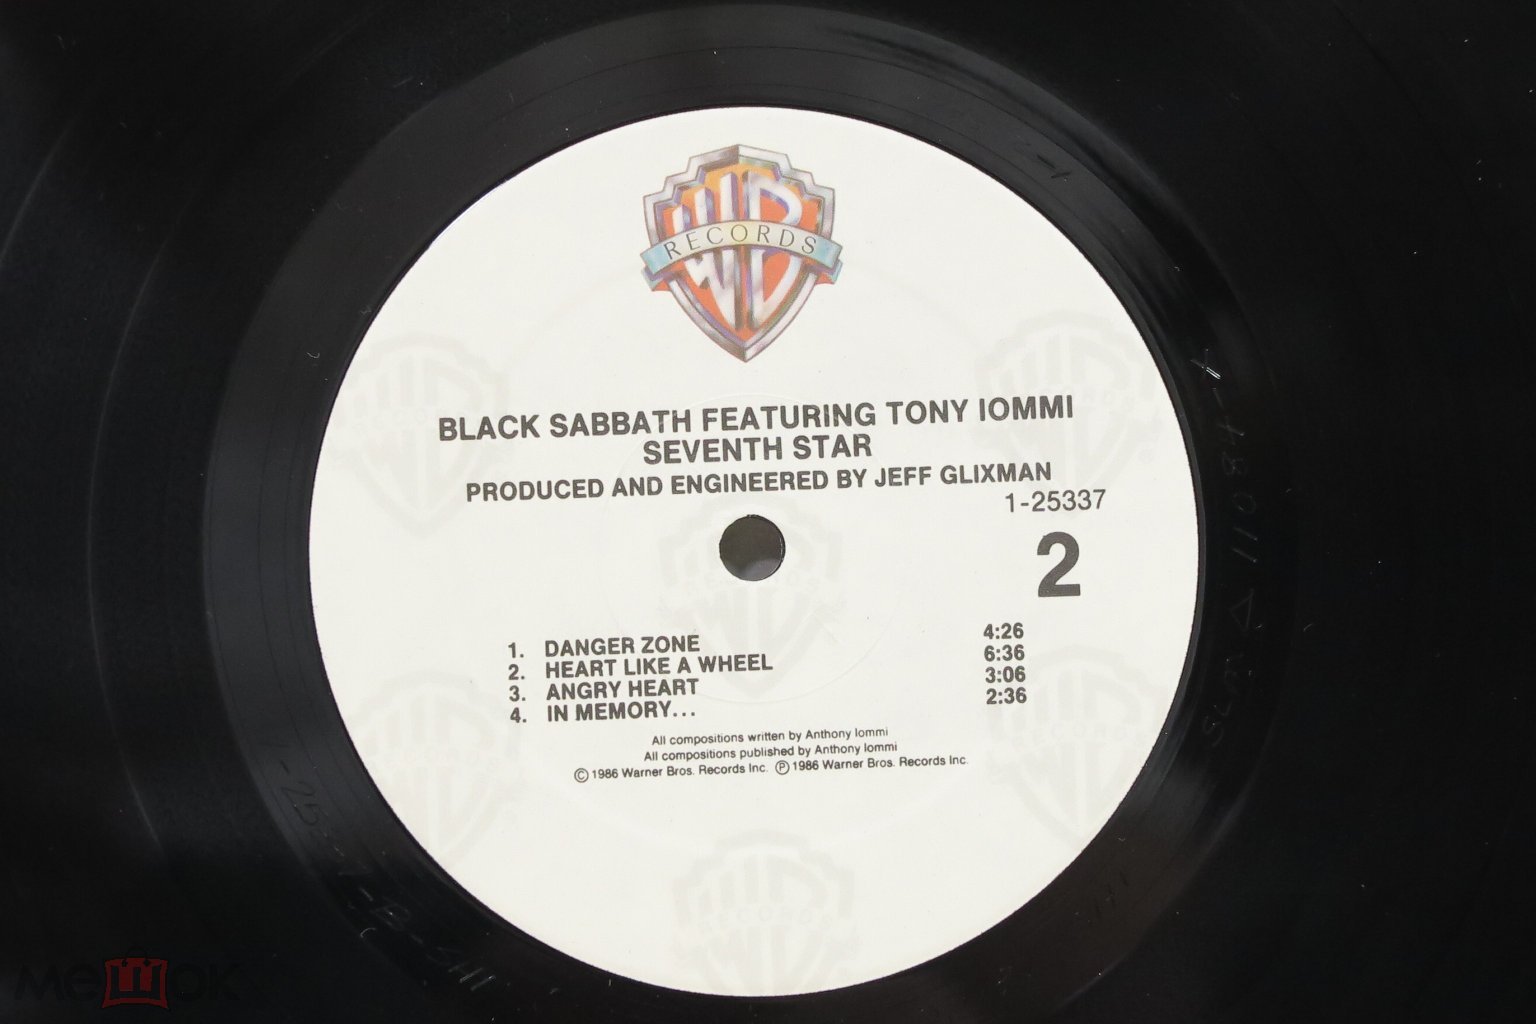 WB
RECORDS
BLACK SABBATH FEATURING TONY IOMMI
SEVENTH STAR
PRODUCED AND ENGINEERED BY JEFF GLIXMAN
1-25337
2
1. DANGER ZONE 4:26
2. HEART LIKE A WHEEL 6:36
3. ANGRY HEART 3:06
4. IN MEMORY... 2:36
All compositions written by Anthony Iommi
All compositions published by Anthony Iommi
© 1986 Warner Bros. Records Inc. ℗ 1986 Warner Bros. Records Inc.
мешок